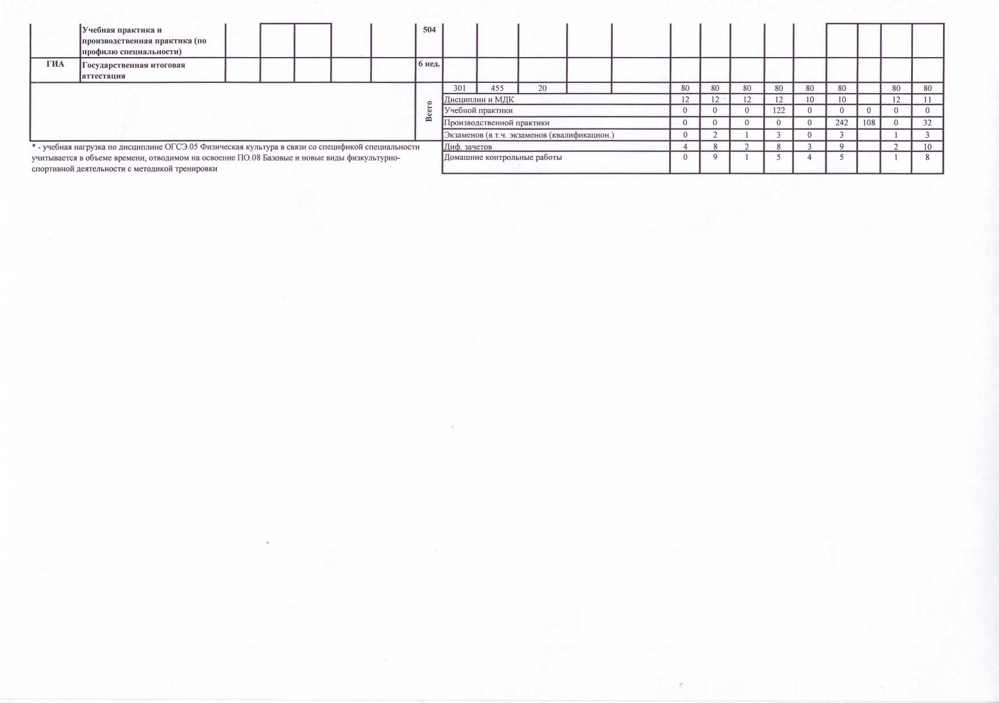 Учебная практика и 504
производственная практика (по
профилю специальности)
ГИА Государственная итоговая 6 нед.
аттестация
Всего
301 455 20 80 80 80 80 80 80 80 80
Дисциплин и МДК 12 12 12 12 10 10 12 11
Учебной практики 0 0 0 122 0 0 0 0 0
Производственной практики 0 0 0 0 0 242 108 0 32
Экзаменов (в т.ч. экзаменов (квалификацион.) 0 2 1 3 0 3 1 3
Диф. зачетов 4 8 2 8 3 9 2 10
Домашние контрольные работы 0 9 1 5 4 5 1 8
* - учебная нагрузка по дисциплине ОГСЭ.05 Физическая культура в связи со спецификой специальности
учитывается в объеме времени, отводимом на освоение ПО.08 Базовые и новые виды физкультурно-
спортивной деятельности с методикой тренировки